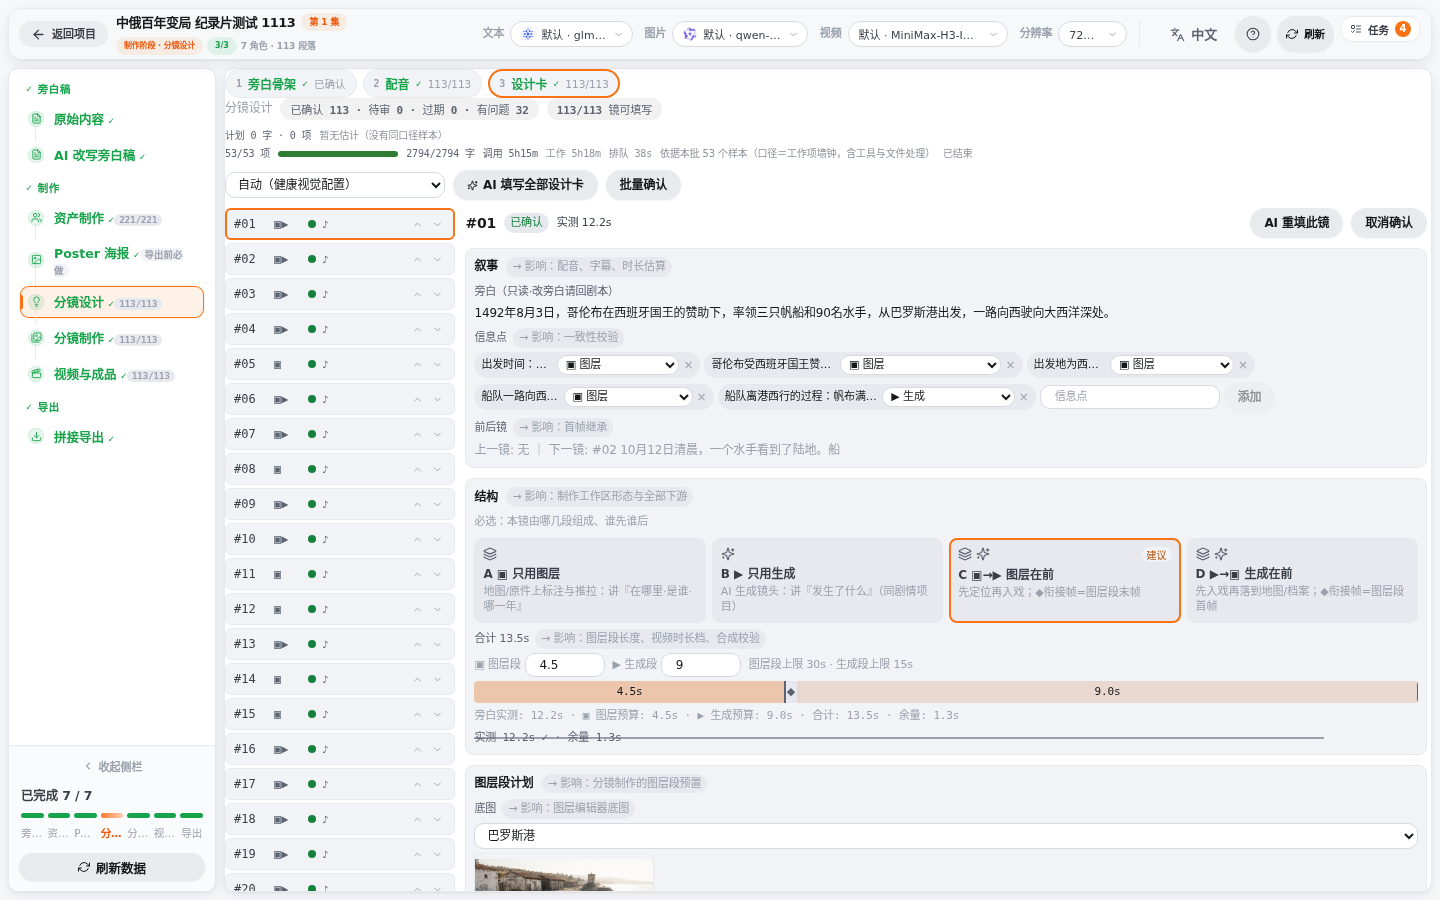 返回项目
中俄百年变局 纪录片测试 1113 第 1 集
制作阶段 · 分镜设计 3/3 7 角色 · 113 段落
文本 默认 · glm… 图片 默认 · qwen-… 视频 默认 · MiniMax-H3-l… 分辨率 72… 中文 刷新 任务 4
✓ 旁白稿
原始内容 ✓
AI 改写旁白稿 ✓
✓ 制作
资产制作 ✓ 221/221
Poster 海报 ✓ 导出前必做
分镜设计 ✓ 113/113
分镜制作 ✓ 113/113
视频与成品 ✓ 113/113
✓ 导出
拼接导出 ✓
收起侧栏
已完成 7 / 7
旁… 资… P… 分… 分… 视… 导出
刷新数据
1 旁白骨架 ✓ 已确认 2 配音 ✓ 113/113 3 设计卡 ✓ 113/113
分镜设计 已确认 113 · 待审 0 · 过期 0 · 有问题 32 113/113 镜可填写
计划 0 字 · 0 项 暂无估计（没有同口径样本）
53/53 项 2794/2794 字 调用 5h15m 工作 5h18m 排队 38s 依据本批 53 个样本（口径＝工作项墙钟，含工具与文件处理） 已结束
自动（健康视觉配置） AI 填写全部设计卡 批量确认
#01 ▣▶ ♪
#02 ▣▶ ♪
#03 ▣▶ ♪
#04 ▣▶ ♪
#05 ▣ ♪
#06 ▣▶ ♪
#07 ▣▶ ♪
#08 ▣ ♪
#09 ▣▶ ♪
#10 ▣▶ ♪
#11 ▣ ♪
#12 ▣ ♪
#13 ▣▶ ♪
#14 ▣ ♪
#15 ▣ ♪
#16 ▣▶ ♪
#17 ▣▶ ♪
#18 ▣▶ ♪
#19 ▣▶ ♪
#20 ▣▶ ♪
#01 已确认 实测 12.2s AI 重填此镜 取消确认
叙事 → 影响：配音、字幕、时长估算
旁白（只读·改旁白请回剧本）
1492年8月3日，哥伦布在西班牙国王的赞助下，率领三只帆船和90名水手，从巴罗斯港出发，一路向西驶向大西洋深处。
信息点 → 影响：一致性校验
出发时间：… ▣ 图层 × 哥伦布受西班牙国王赞… ▣ 图层 × 出发地为西… ▣ 图层 ×
船队一路向西… ▣ 图层 × 船队离港西行的过程：帆布满… ▶ 生成 × 信息点 添加
前后镜 → 影响：首帧继承
上一镜: 无 | 下一镜: #02 10月12日清晨，一个水手看到了陆地。船
结构 → 影响：制作工作区形态与全部下游
必选：本镜由哪几段组成、谁先谁后
A ▣ 只用图层
地图/原件上标注与推拉：讲『在哪里·是谁·哪一年』
B ▶ 只用生成
AI 生成镜头：讲『发生了什么』（同剧情项目）
建议
C ▣→▶ 图层在前
先定位再入戏；◆衔接帧=图层段末帧
D ▶→▣ 生成在前
先入戏再落到地图/档案；◆衔接帧=图层段首帧
合计 13.5s → 影响：图层段长度、视频时长档、合成校验
▣ 图层段 4.5 ▶ 生成段 9 图层段上限 30s · 生成段上限 15s
4.5s ◆ 9.0s
旁白实测: 12.2s · ▣ 图层预算: 4.5s · ▶ 生成预算: 9.0s · 合计: 13.5s · 余量: 1.3s
实测 12.2s ✓ · 余量 1.3s
图层段计划 → 影响：分镜制作的图层段预置
底图 → 影响：图层编辑器底图
巴罗斯港